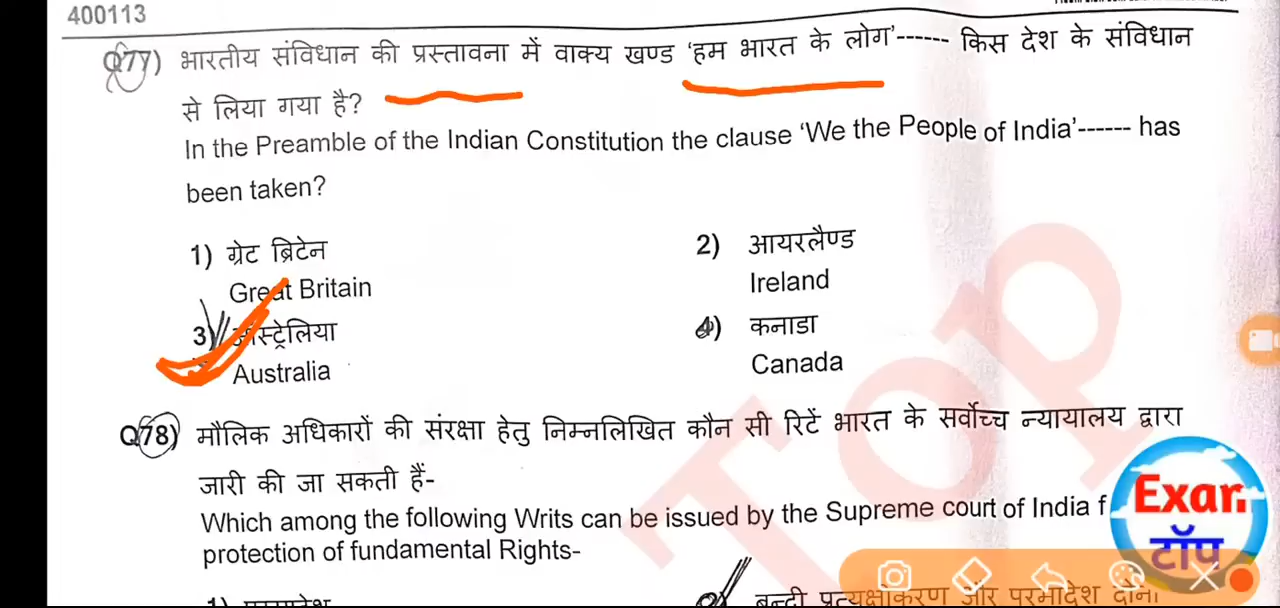 400113
Q77) भारतीय संविधान की प्रस्तावना में वाक्य खण्ड 'हम भारत के लोग'------ किस देश के संविधान
से लिया गया है?
In the Preamble of the Indian Constitution the clause 'We the People of India'------ has
been taken?
1) ग्रेट ब्रिटेन
Great Britain
2) आयरलैण्ड
Ireland
3) ऑस्ट्रेलिया
Australia
4) कनाडा
Canada
Q78) मौलिक अधिकारों की संरक्षा हेतु निम्नलिखित कौन सी रिटें भारत के सर्वोच्च न्यायालय द्वारा
जारी की जा सकती हैं-
Which among the following Writs can be issued by the Supreme court of India f
protection of fundamental Rights-
1)
बन्दी प्रत्यक्षीकरण और परमादेश दोनों
Top
Exam
टॉप